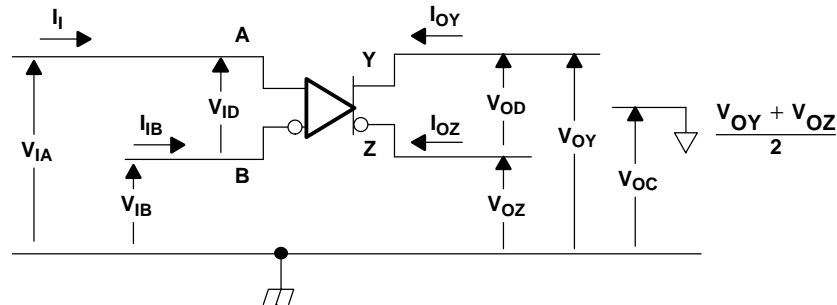 I_I
A
I_OY
Y
V_ID
V_OD
I_IB
I_OZ
V_OY
V_OY + V_OZ
2
V_IA
B
Z
V_IB
V_OZ
V_OC